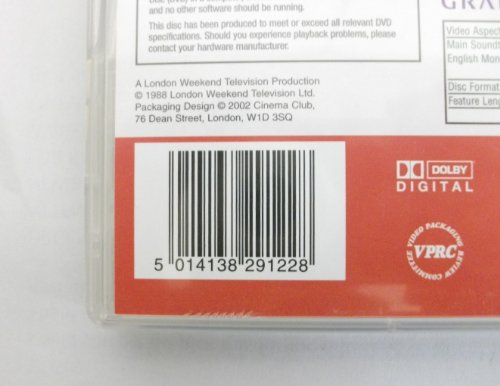 and no other software should be running.
This disc has been produced to meet or exceed all relevant DVD
specifications. Should you experience playback problems, please
contact your hardware manufacturer.
A London Weekend Television Production
© 1988 London Weekend Television Ltd.
Packaging Design © 2002 Cinema Club,
76 Dean Street, London, W1D 3SQ
Video Aspect
Main Soundt
English Mon
Disc Format
Feature Leng
DOLBY
DIGITAL
VIDEO PACKAGING
VPRC
REVIEW COMMITTEE
5 014138 291228